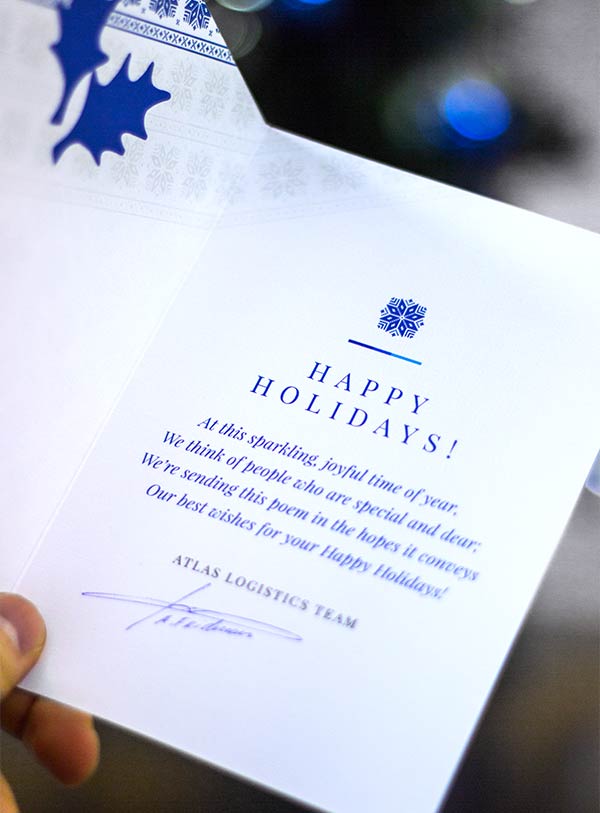 HAPPY
HOLIDAYS!
At this sparkling, joyful time of year,
We think of people who are special and dear;
We're sending this poem in the hopes it conveys
Our best wishes for your Happy Holidays!
ATLAS LOGISTICS TEAM